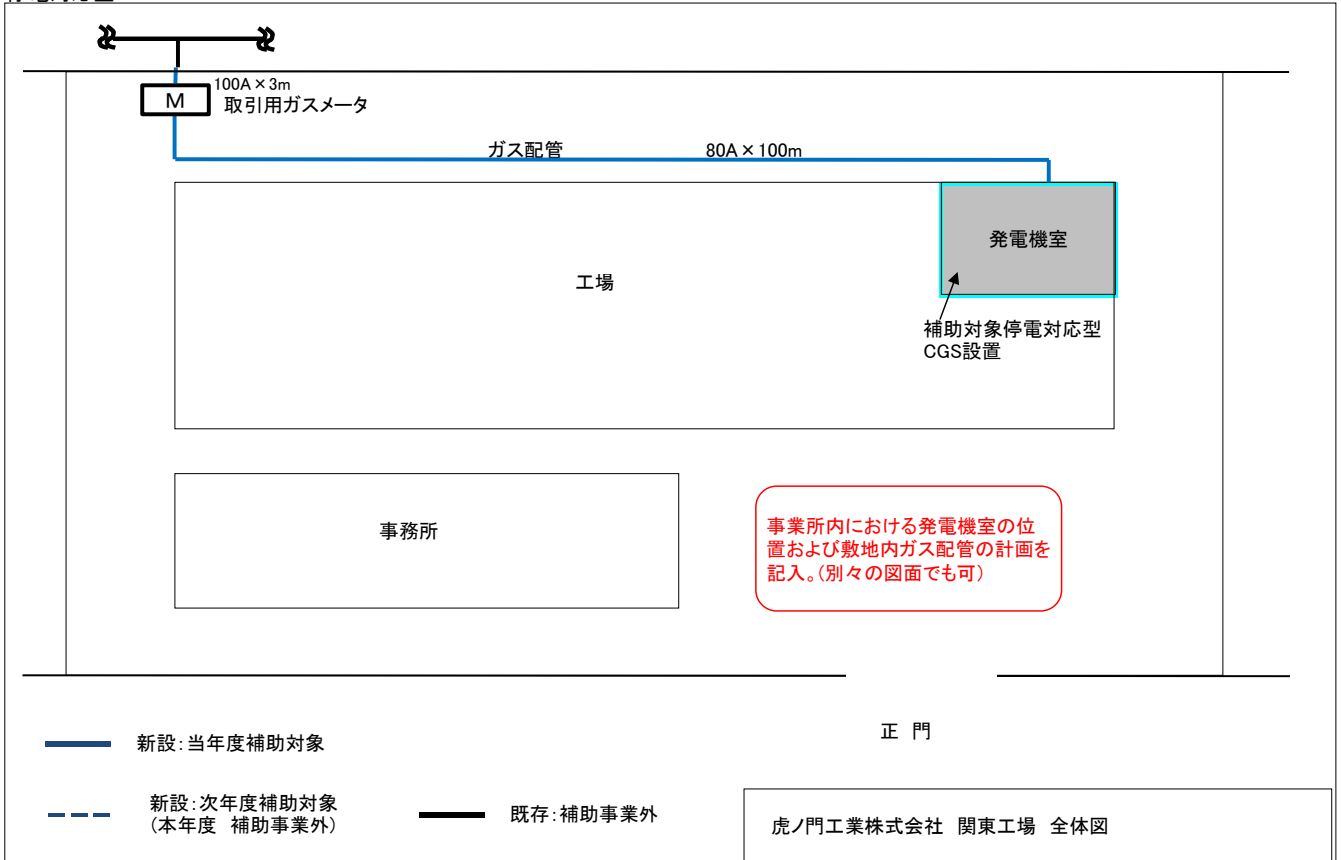 100A×3m
M
取引用ガスメータ
ガス配管
80A×100m
発電機室
工場
補助対象停電対応型
CGS設置
事務所
事業所内における発電機室の位
置および敷地内ガス配管の計画を
記入。(別々の図面でも可)
正 門
新設:当年度補助対象
新設:次年度補助対象
(本年度 補助事業外)
既存:補助事業外
虎ノ門工業株式会社 関東工場 全体図